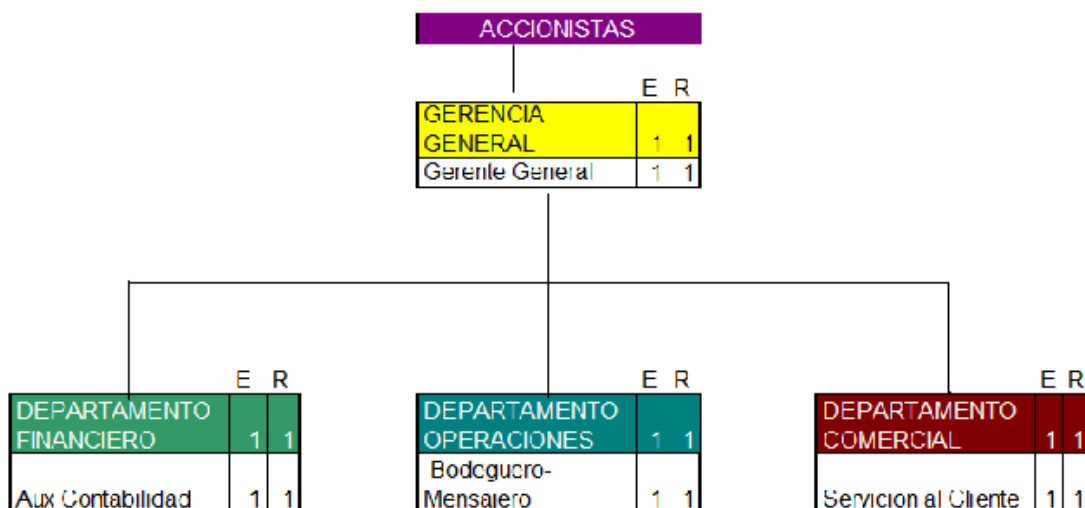 ACCIONISTAS
E R
GERENCIA
GENERAL 1 1
Gerente General 1 1
E R
DEPARTAMENTO
FINANCIERO 1 1
Aux Contabilidad 1 1
E R
DEPARTAMENTO
OPERACIONES 1 1
Bodeguero-
Mensajero 1 1
E R
DEPARTAMENTO
COMERCIAL 1 1
Servicion al Cliente 1 1